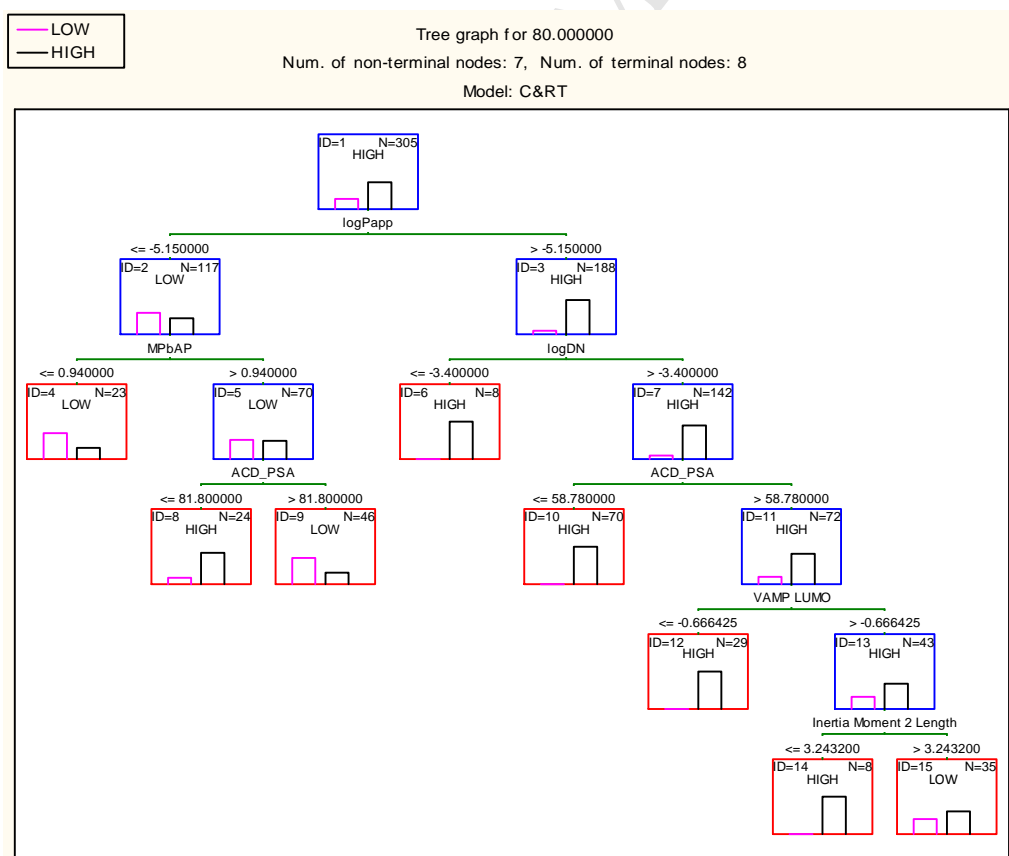 LOW
HIGH
Tree graph for 80.000000
Num. of non-terminal nodes: 7, Num. of terminal nodes: 8
Model: C&RT
ID=1 N=305
HIGH
logPapp
<= -5.150000 > -5.150000
ID=2 N=117 ID=3 N=188
LOW HIGH
MPbAP logDN
<= 0.940000 > 0.940000 <= -3.400000 > -3.400000
ID=4 N=23 ID=5 N=70 ID=6 N=8 ID=7 N=142
LOW LOW HIGH HIGH
ACD_PSA ACD_PSA
<= 81.800000 > 81.800000 <= 58.780000 > 58.780000
ID=8 N=24 ID=9 N=46 ID=10 N=70 ID=11 N=72
HIGH LOW HIGH HIGH
VAMP LUMO
<= -0.666425 > -0.666425
ID=12 N=29 ID=13 N=43
HIGH HIGH
Inertia Moment 2 Length
<= 3.243200 > 3.243200
ID=14 N=8 ID=15 N=35
HIGH LOW